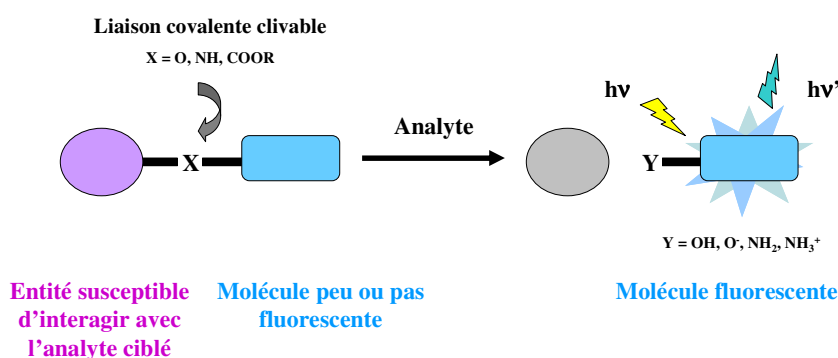 Liaison covalente clivable
X = O, NH, COOR
hν
hν'
Analyte
X
Y
Y = OH, O⁻, NH₂, NH₃⁺
Entité susceptible
d'interagir avec
l'analyte ciblé
Molécule peu ou pas
fluorescente
Molécule fluorescente